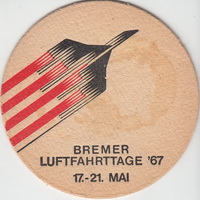 BREMER
LUFTFAHRTTAGE '67
17.-21. MAI